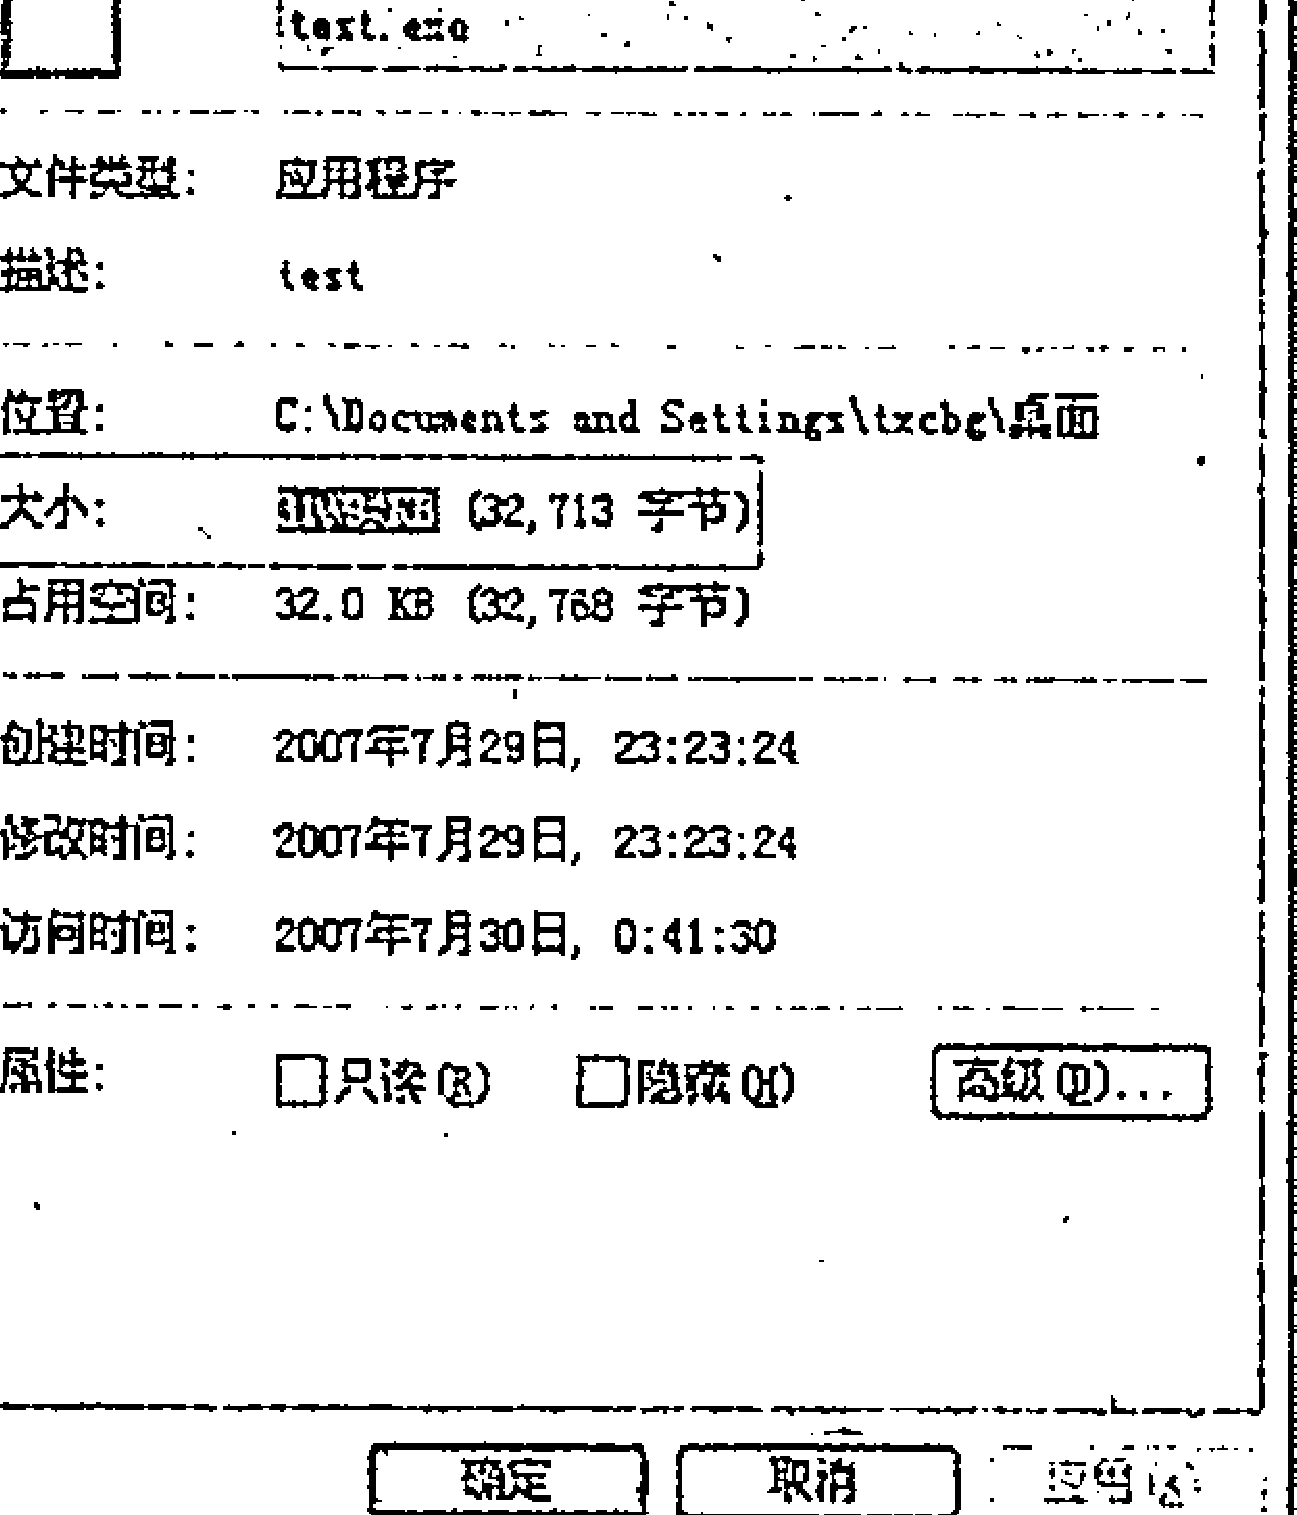 test.exe
文件类型: 应用程序
描述: test
位置: C:\Documents and Settings\txcbg\桌面
大小: (32,713 字节)
占用空间: 32.0 KB (32,768 字节)
创建时间: 2007年7月29日, 23:23:24
修改时间: 2007年7月29日, 23:23:24
访问时间: 2007年7月30日, 0:41:30
属性: 只读(R) 隐藏(H) 高级(D)...
确定 取消 应用(A)